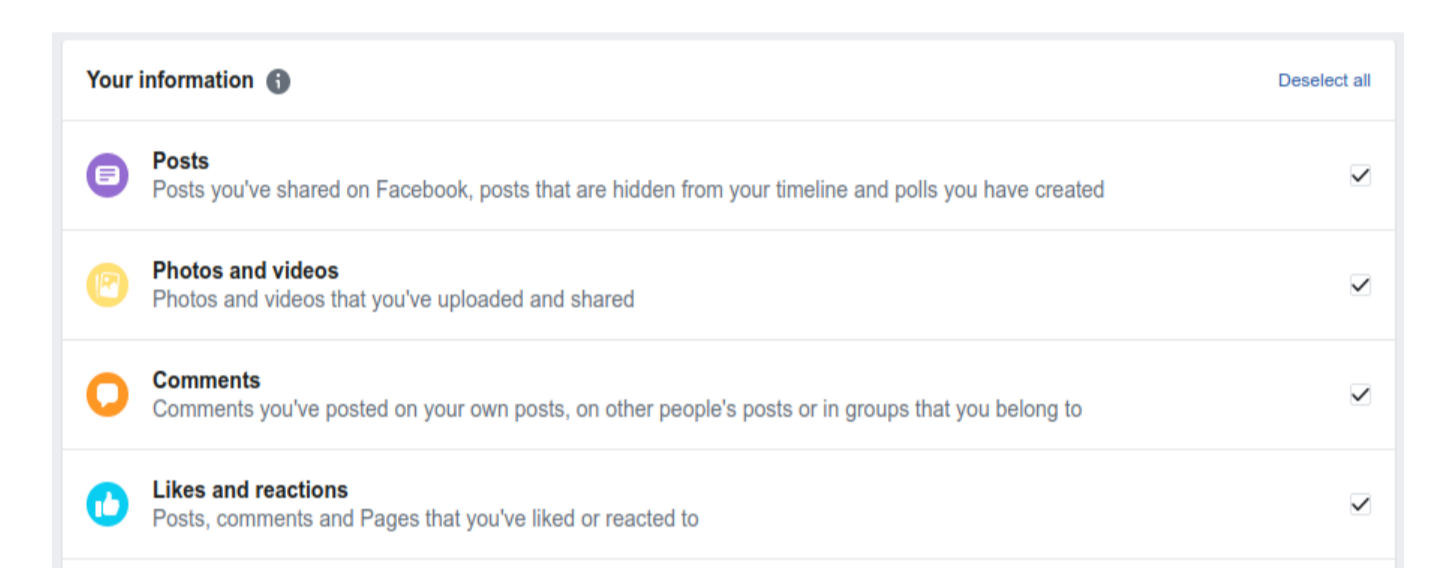 Your information
Deselect all
Posts
Posts you've shared on Facebook, posts that are hidden from your timeline and polls you have created
Photos and videos
Photos and videos that you've uploaded and shared
Comments
Comments you've posted on your own posts, on other people's posts or in groups that you belong to
Likes and reactions
Posts, comments and Pages that you've liked or reacted to